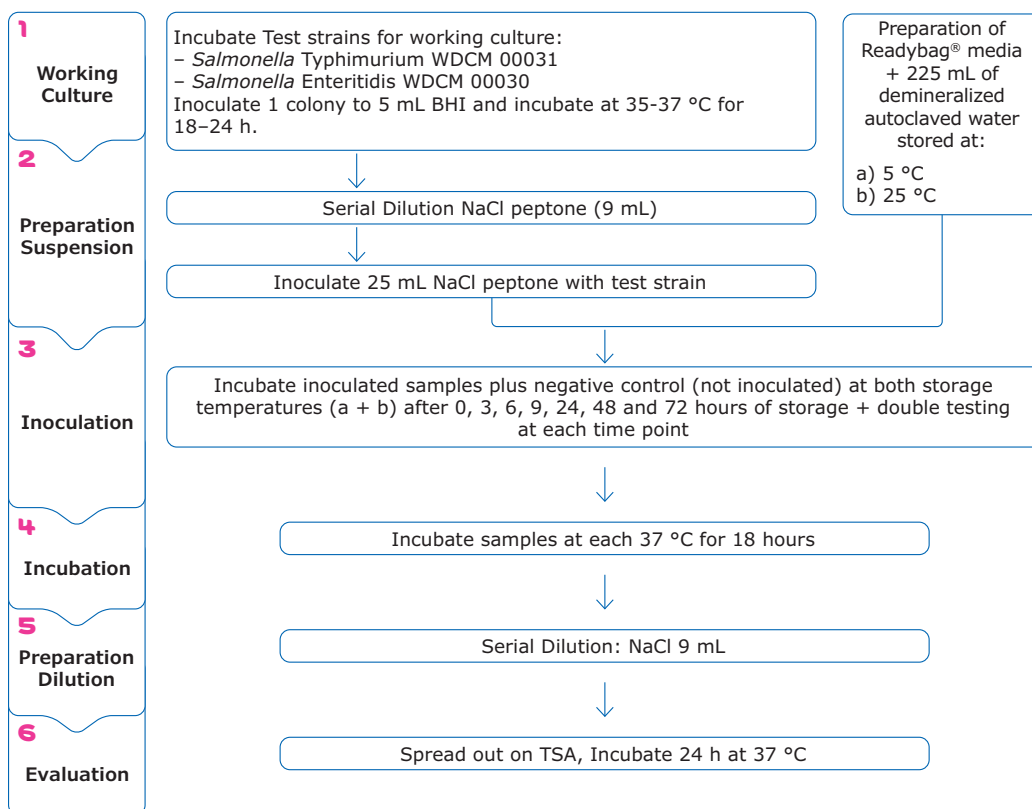 1
Working
Culture
Incubate Test strains for working culture:
– Salmonella Typhimurium WDCM 00031
– Salmonella Enteritidis WDCM 00030
Inoculate 1 colony to 5 mL BHI and incubate at 35-37 °C for
18–24 h.
Preparation of
Readybag® media
+ 225 mL of
demineralized
autoclaved water
stored at:
a) 5 °C
b) 25 °C
2
Preparation
Suspension
Serial Dilution NaCl peptone (9 mL)
Inoculate 25 mL NaCl peptone with test strain
3
Inoculation
Incubate inoculated samples plus negative control (not inoculated) at both storage
temperatures (a + b) after 0, 3, 6, 9, 24, 48 and 72 hours of storage + double testing
at each time point
4
Incubation
Incubate samples at each 37 °C for 18 hours
5
Preparation
Dilution
Serial Dilution: NaCl 9 mL
6
Evaluation
Spread out on TSA, Incubate 24 h at 37 °C